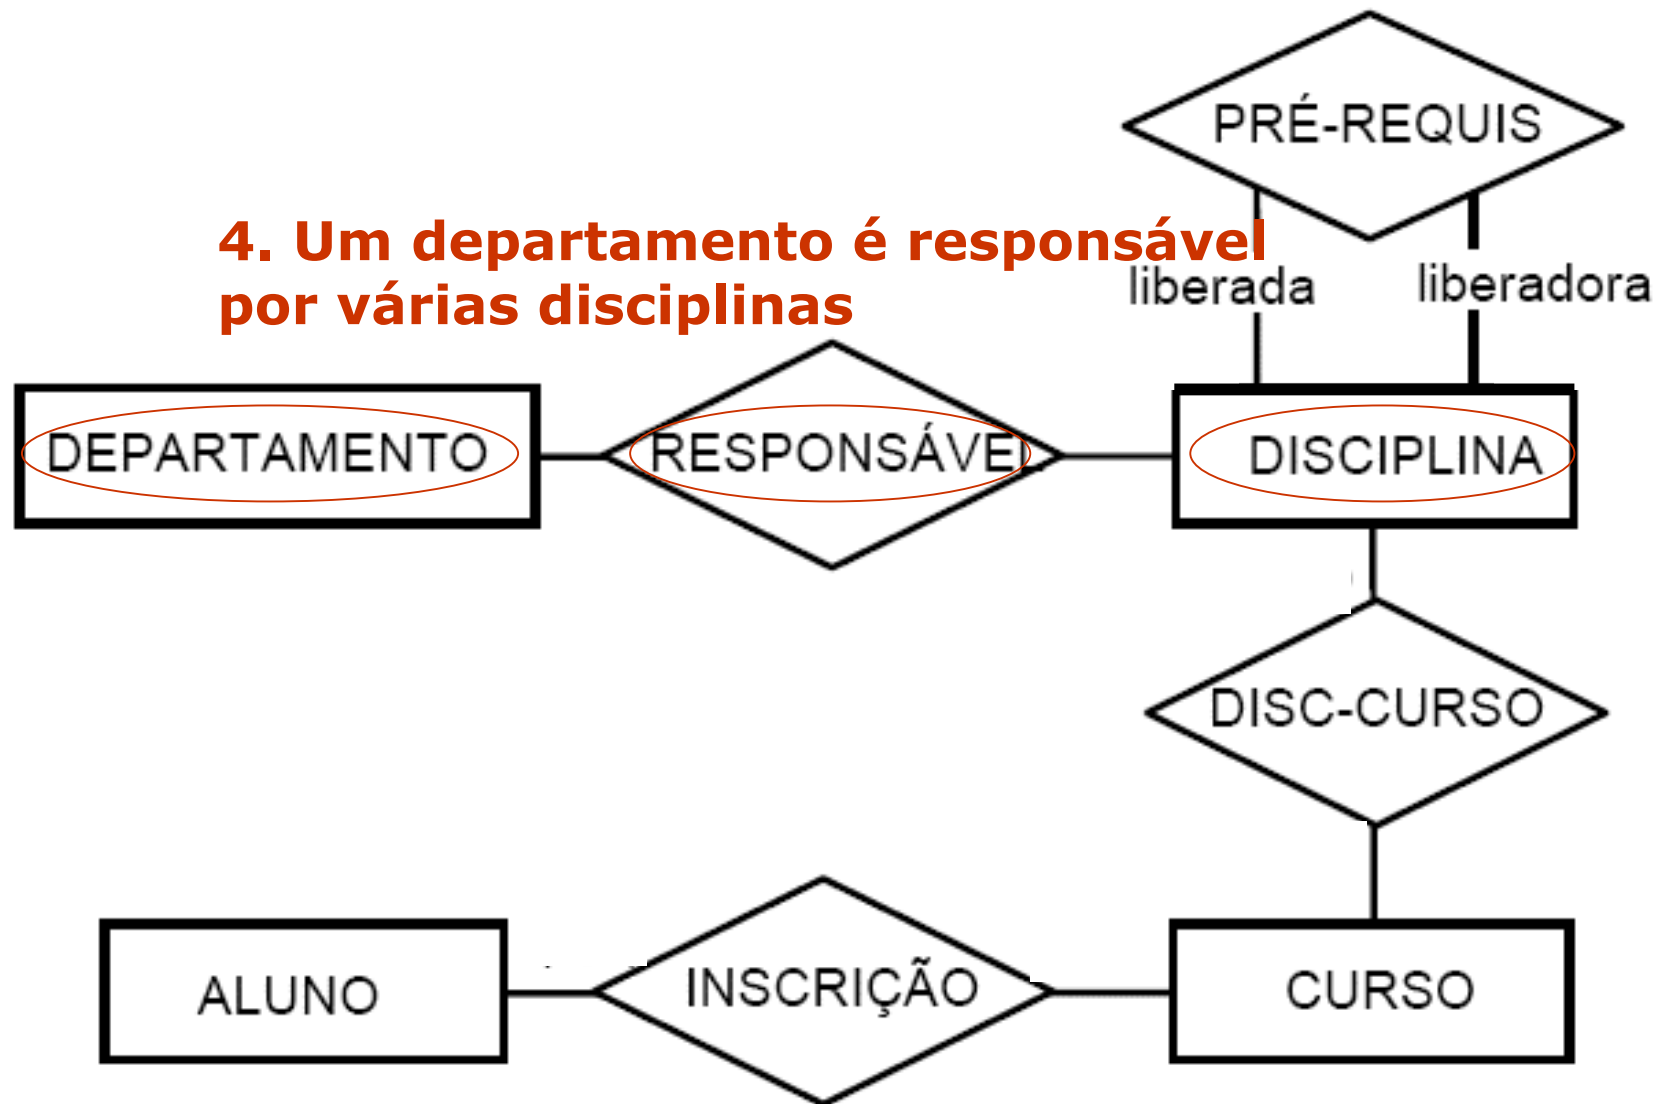 PRÉ-REQUIS
4. Um departamento é responsável
por várias disciplinas
liberada
liberadora
DEPARTAMENTO
RESPONSÁVEL
DISCIPLINA
DISC-CURSO
ALUNO
INSCRIÇÃO
CURSO